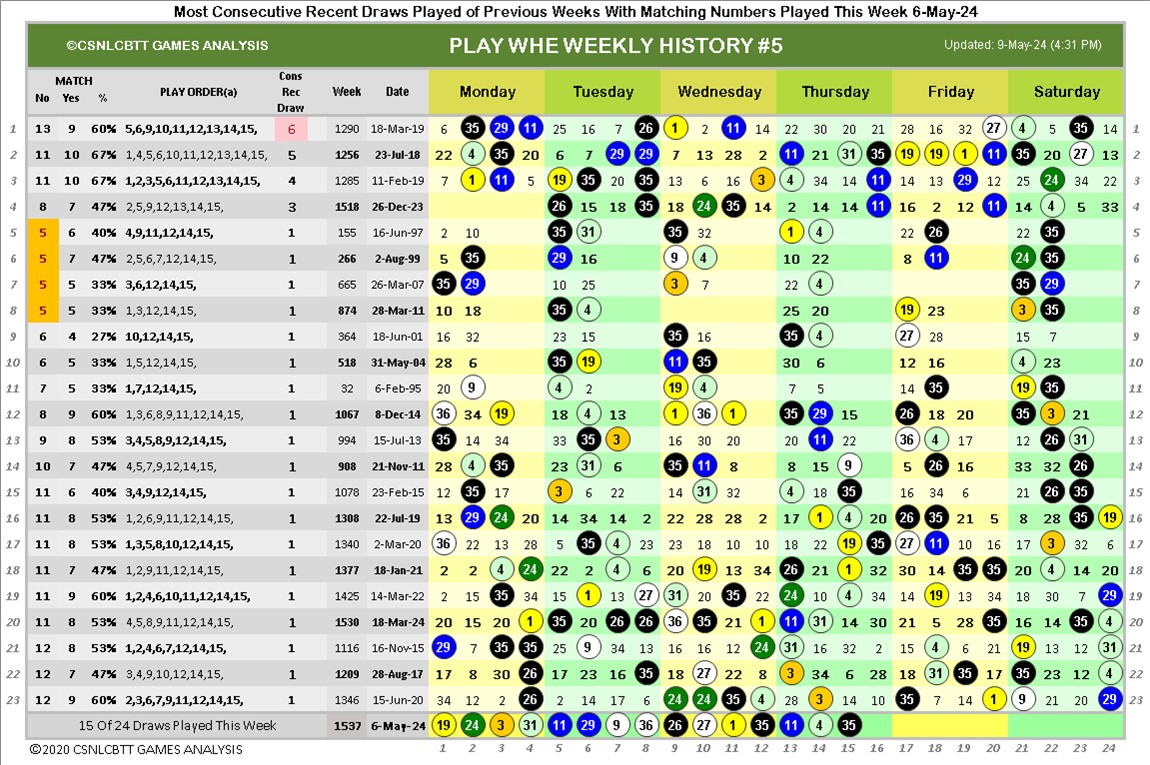 Most Consecutive Recent Draws Played of Previous Weeks With Matching Numbers Played This Week 6-May-24
©CSNLCBTT GAMES ANALYSIS PLAY WHE WEEKLY HISTORY #5 Updated: 9-May-24 (4:31 PM)
No MATCH Yes % PLAY ORDER(a) Cons Rec Draw Week Date Monday Tuesday Wednesday Thursday Friday Saturday
1 13 9 60% 5,6,9,10,11,12,13,14,15, 6 1290 18-Mar-19 6 35 29 11 25 16 7 26 1 2 11 14 22 30 20 21 28 16 32 27 4 5 35 14 1
2 11 10 67% 1,4,5,6,10,11,12,13,14,15, 5 1256 23-Jul-18 22 4 35 20 6 7 29 29 7 13 28 2 11 21 31 35 19 19 1 11 35 20 27 13 2
3 11 10 67% 1,2,3,5,6,11,12,13,14,15, 4 1285 11-Feb-19 7 1 11 5 19 35 20 35 13 6 16 3 4 34 14 11 14 13 29 12 25 24 34 22 3
4 8 7 47% 2,5,9,12,13,14,15, 2 1518 26-Dec-23 26 15 18 35 18 24 35 14 2 14 14 11 16 2 12 11 14 4 5 33 4
5 5 6 40% 4,9,11,12,14,15, 1 155 16-Jun-97 2 10 35 31 35 32 1 4 22 26 22 35 5
6 5 7 47% 2,5,6,7,12,14,15, 1 266 2-Aug-99 5 35 29 16 9 4 10 22 8 11 24 35 6
7 5 5 33% 3,6,12,14,15, 1 665 26-Mar-07 35 29 10 25 3 7 22 4 35 29 7
8 5 5 33% 1,3,12,14,15, 1 874 28-Mar-11 10 18 35 4 25 20 19 23 3 35 8
9 6 4 27% 10,12,14,15, 1 364 18-Jun-01 16 32 23 15 35 16 35 4 27 28 15 7 9
10 6 5 33% 1,5,12,14,15, 1 518 31-May-04 28 6 35 19 11 35 30 6 12 16 4 23 10
11 7 5 33% 1,7,12,14,15, 1 32 6-Feb-95 20 9 4 2 19 4 7 5 14 35 19 35 11
12 8 9 60% 1,3,6,8,9,11,12,14,15, 1 1067 8-Dec-14 36 34 19 18 4 13 1 36 1 35 29 15 26 18 20 35 3 21 12
13 9 8 53% 3,4,5,8,9,12,14,15, 1 994 15-Jul-13 35 14 34 33 35 3 16 30 20 20 11 22 36 4 17 12 26 31 13
14 10 7 47% 4,5,7,9,12,14,15, 1 908 21-Nov-11 28 4 35 23 31 6 35 11 8 8 15 9 5 26 16 33 32 26 14
15 11 6 40% 3,4,9,12,14,15, 1 1078 23-Feb-15 12 35 17 3 6 22 14 31 32 4 18 35 16 34 6 21 26 35 15
16 11 8 53% 1,2,6,9,11,12,14,15, 1 1308 22-Jul-19 13 29 24 20 14 34 14 2 22 28 28 2 17 1 4 20 26 35 21 5 8 28 35 19 16
17 11 8 53% 1,3,5,8,10,12,14,15, 1 1340 2-Mar-20 36 22 13 28 5 35 4 23 23 18 10 10 18 22 19 35 27 11 10 16 17 3 32 6 17
18 11 7 47% 1,2,9,11,12,14,15, 1 1377 18-Jan-21 2 2 4 24 22 2 4 6 20 19 13 34 26 21 1 32 30 14 35 35 20 4 14 20 18
19 11 9 60% 1,2,4,6,10,11,12,14,15, 1 1425 14-Mar-22 2 15 35 34 15 1 13 27 31 20 35 22 24 10 4 34 14 19 13 34 18 30 7 29 19
20 11 8 53% 4,5,8,9,11,12,14,15, 1 1530 18-Mar-24 20 15 20 1 35 20 26 26 36 35 21 1 11 31 14 30 21 5 28 35 16 14 35 4 20
21 12 8 73% 1,2,4,6,7,12,14,15, 1 1116 16-Nov-15 29 7 35 35 25 9 34 14 16 16 12 24 31 16 32 2 15 4 6 21 19 13 12 31 21
22 12 7 47% 3,4,9,10,12,14,15, 1 1209 28-Aug-17 17 8 30 26 17 23 16 35 18 27 22 12 3 34 6 28 18 31 35 17 35 23 12 4 22
23 12 9 60% 2,3,6,7,9,11,12,14,15, 1 1346 15-Jun-20 34 12 2 26 2 14 17 6 24 24 35 4 28 3 14 10 35 7 14 1 9 21 20 29 23
15 Of 24 Draws Played This Week 1537 6-May-24 19 24 3 31 11 29 9 36 26 27 1 35 11 4 35
©2020 CSNLCBTT GAMES ANALYSIS 1 2 3 4 5 6 7 8 9 10 11 12 13 14 15 16 17 18 19 20 21 22 23 24